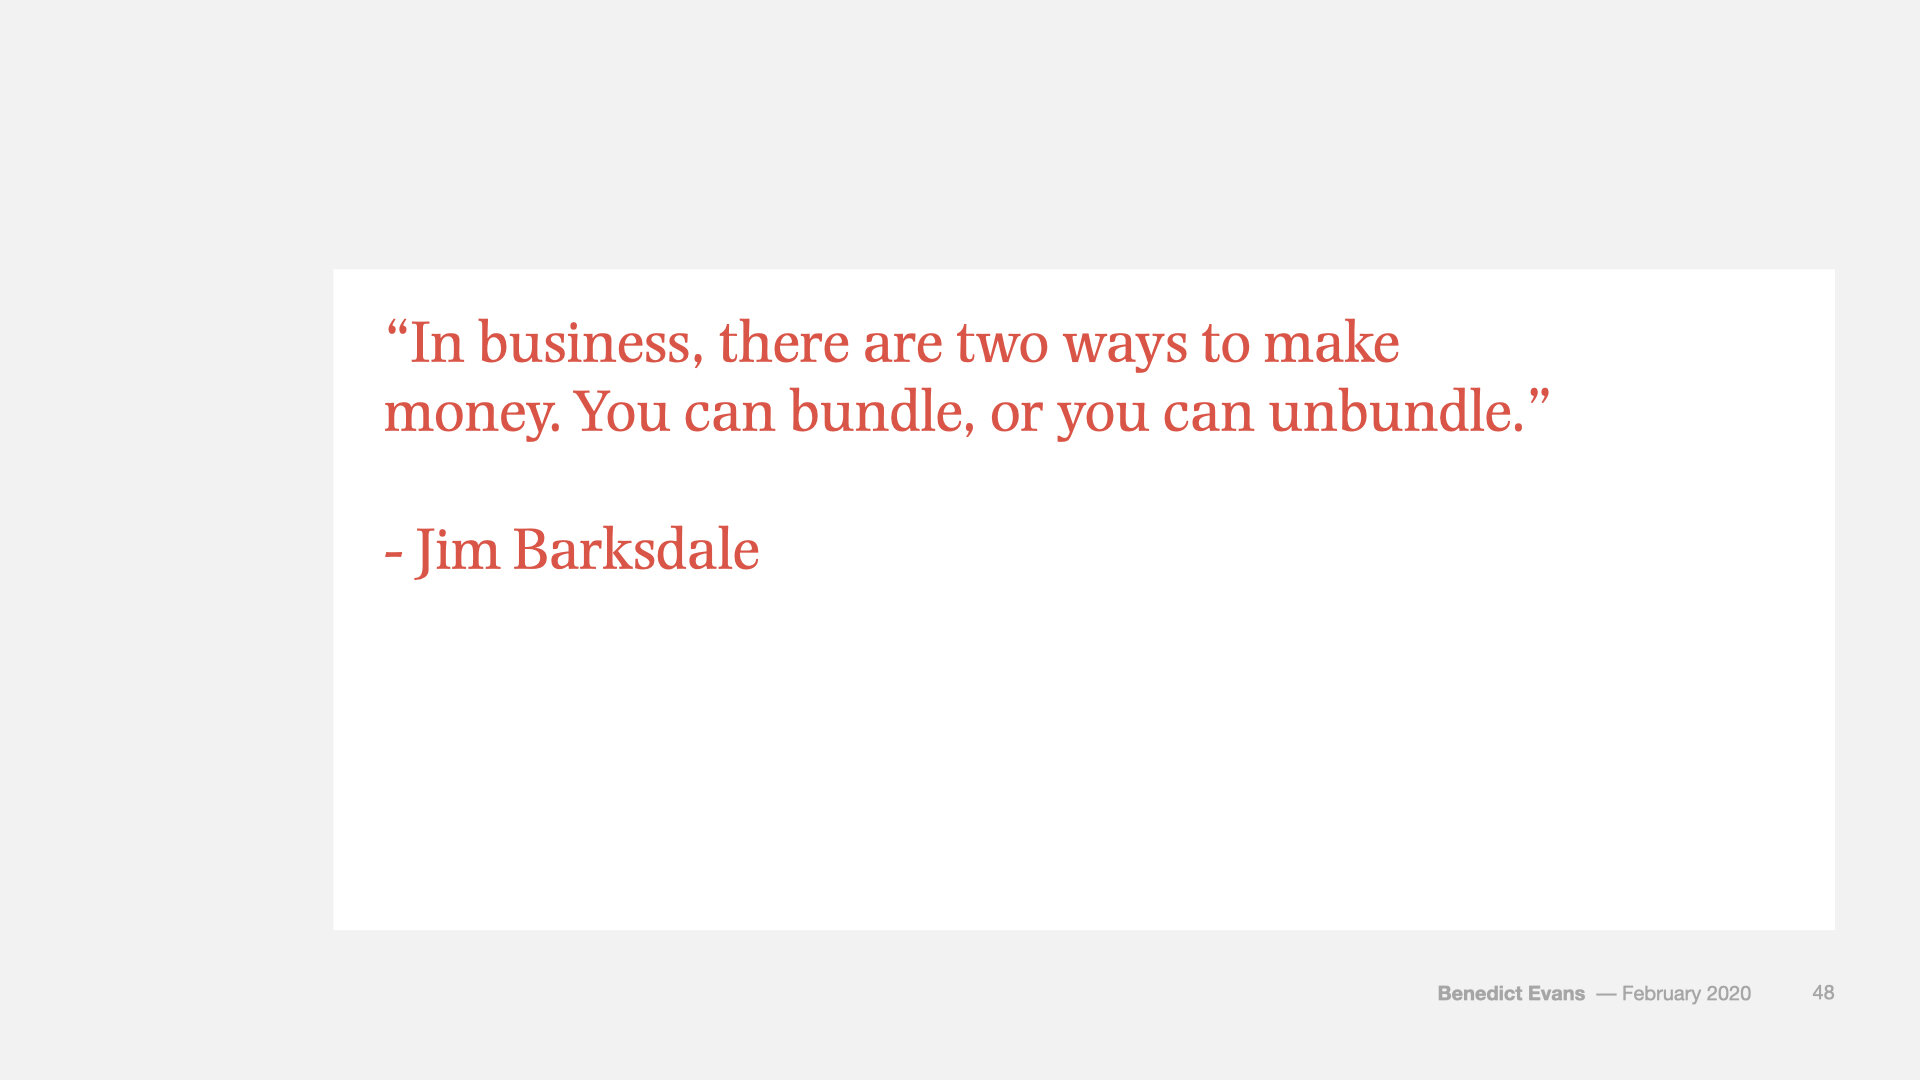 “In business, there are two ways to make
money. You can bundle, or you can unbundle.”
- Jim Barksdale
Benedict Evans — February 2020 48